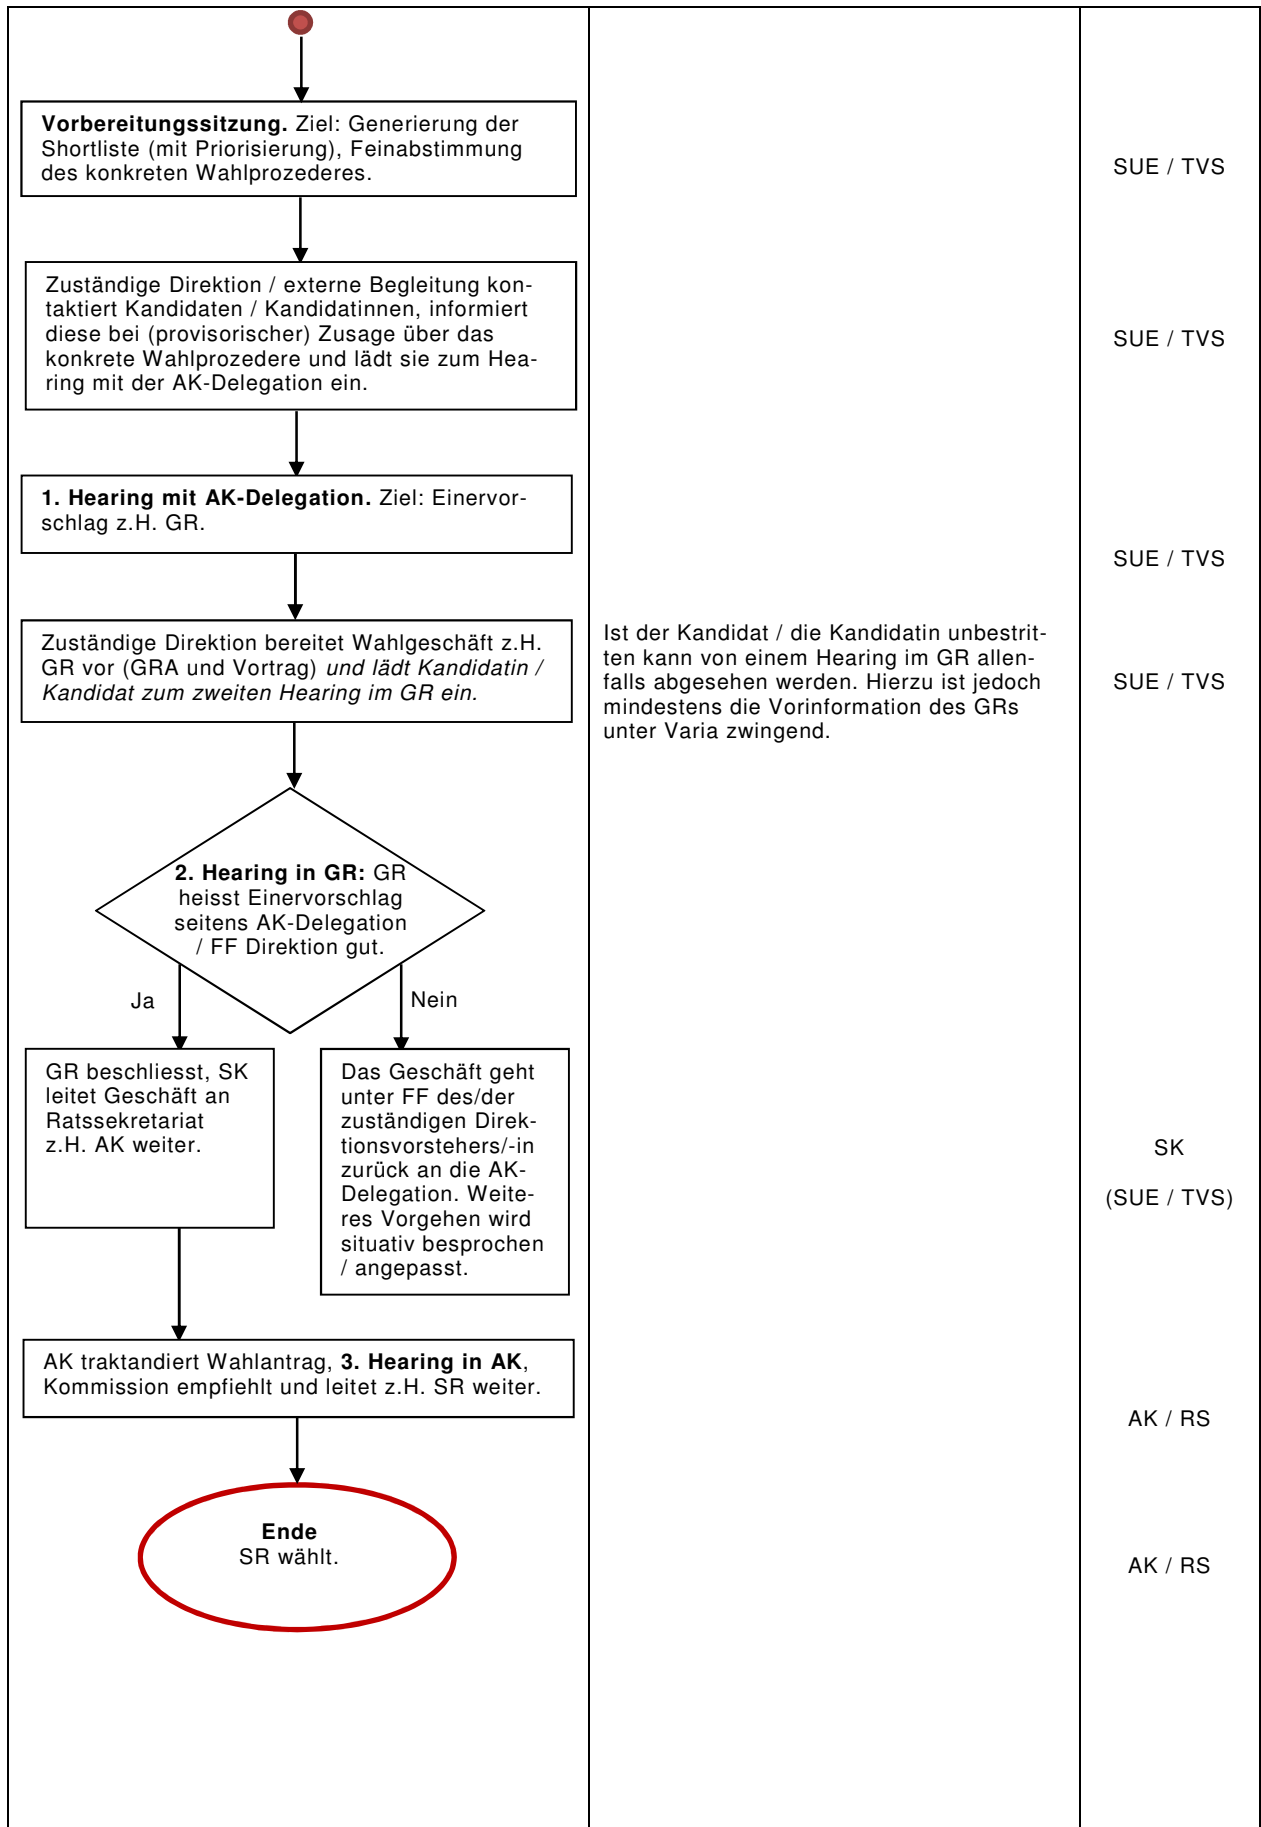 Vorbereitungssitzung. Ziel: Generierung der
Shortliste (mit Priorisierung), Feinabstimmung
des konkreten Wahlprozederes.
SUE / TVS
Zuständige Direktion / externe Begleitung kon-
taktiert Kandidaten / Kandidatinnen, informiert
diese bei (provisorischer) Zusage über das
konkrete Wahlprozedere und lädt sie zum Hea-
ring mit der AK-Delegation ein.
SUE / TVS
1. Hearing mit AK-Delegation. Ziel: Einervor-
schlag z.H. GR.
SUE / TVS
Zuständige Direktion bereitet Wahlgeschäft z.H.
GR vor (GRA und Vortrag) und lädt Kandidatin /
Kandidat zum zweiten Hearing im GR ein.
Ist der Kandidat / die Kandidatin unbestrit-
ten kann von einem Hearing im GR allen-
falls abgesehen werden. Hierzu ist jedoch
mindestens die Vorinformation des GRs
unter Varia zwingend.
SUE / TVS
2. Hearing in GR: GR
heisst Einervorschlag
seitens AK-Delegation
/ FF Direktion gut.
Ja
Nein
GR beschliesst, SK
leitet Geschäft an
Ratssekretariat
z.H. AK weiter.
Das Geschäft geht
unter FF des/der
zuständigen Direk-
tionsvorstehers/-in
zurück an die AK-
Delegation. Weite-
res Vorgehen wird
situativ besprochen
/ angepasst.
SK
(SUE / TVS)
AK traktandiert Wahlantrag, 3. Hearing in AK,
Kommission empfiehlt und leitet z.H. SR weiter.
AK / RS
Ende
SR wählt.
AK / RS